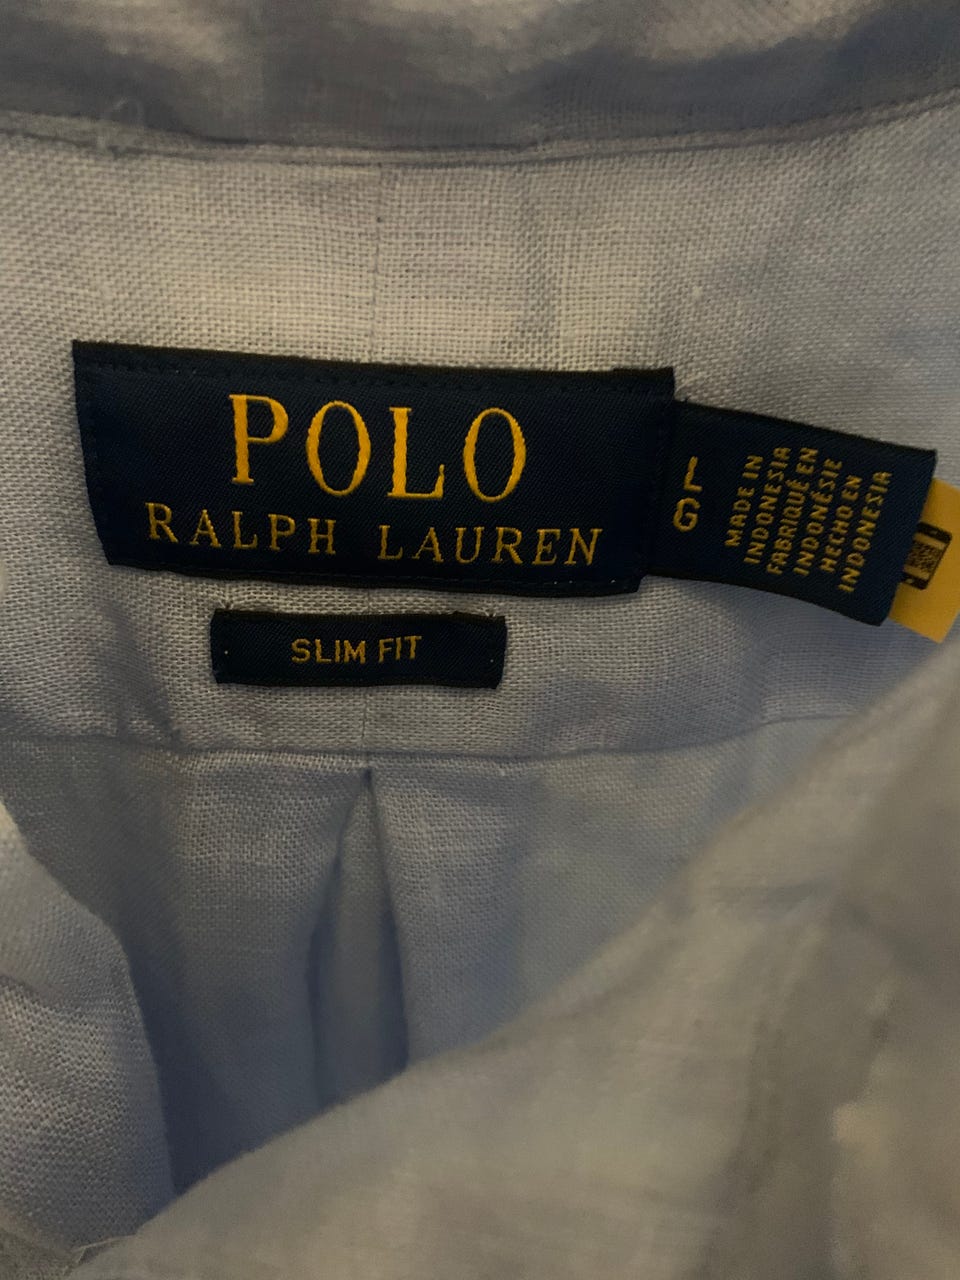 POLO
RALPH LAUREN
L
G
MADE IN
INDONESIA
FABRIQUÉ EN
INDONÉSIE
HECHO EN
INDONESIA
SLIM FIT